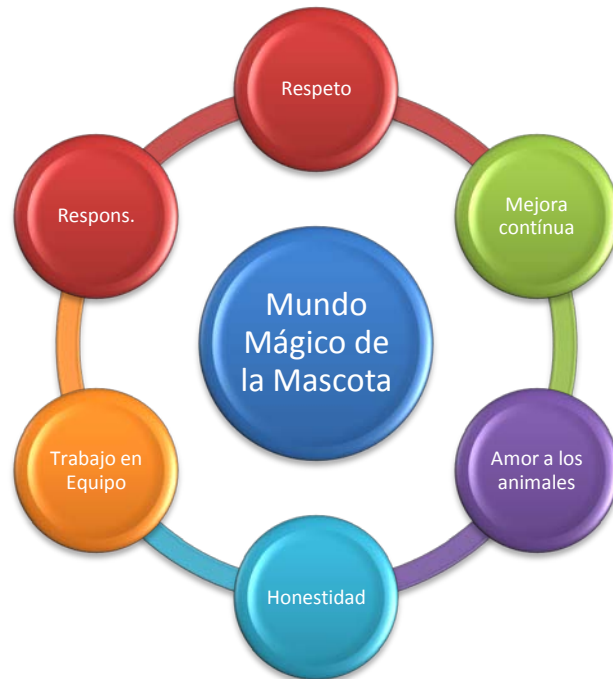 Respeto
Respons.
Mejora
contínua
Mundo
Mágico de
la Mascota
Trabajo en
Equipo
Amor a los
animales
Honestidad